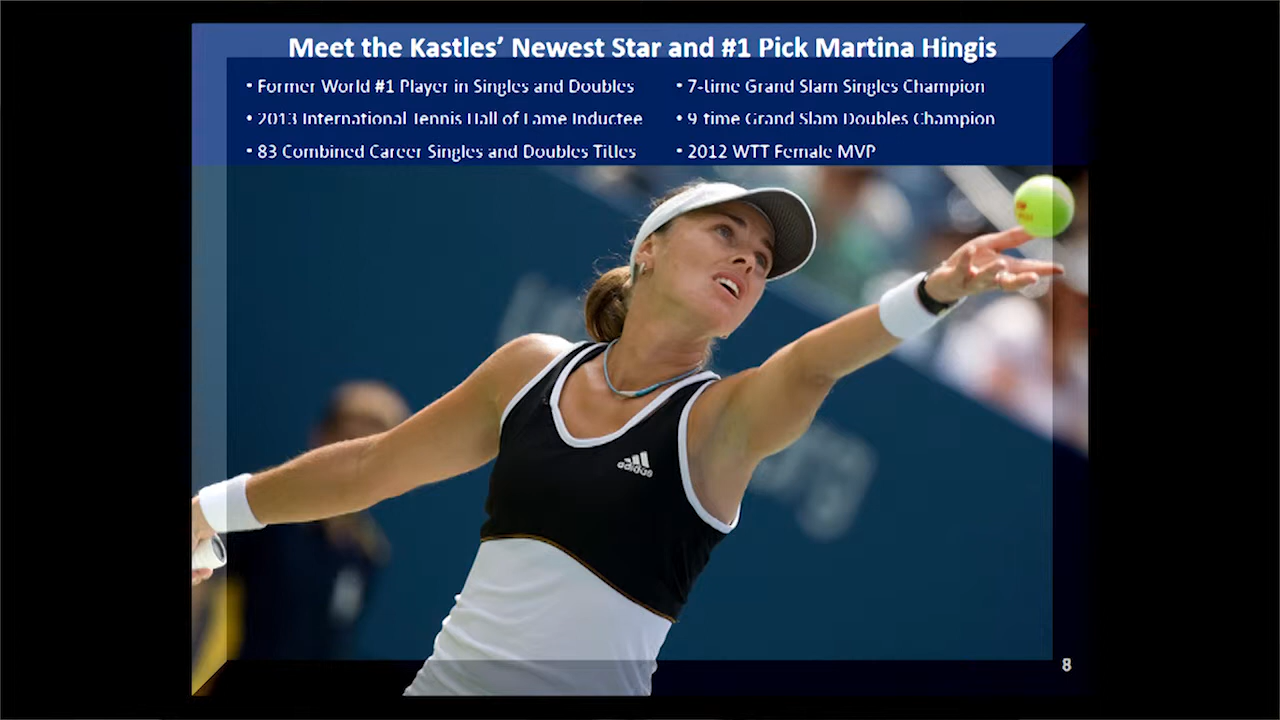 Meet the Kastles' Newest Star and #1 Pick Martina Hingis
• Former World #1 Player in Singles and Doubles
• 2013 International Tennis Hall of Fame Inductee
• 83 Combined Career Singles and Doubles Titles
• 7-time Grand Slam Singles Champion
• 9-time Grand Slam Doubles Champion
• 2012 WTT Female MVP
adidas
8